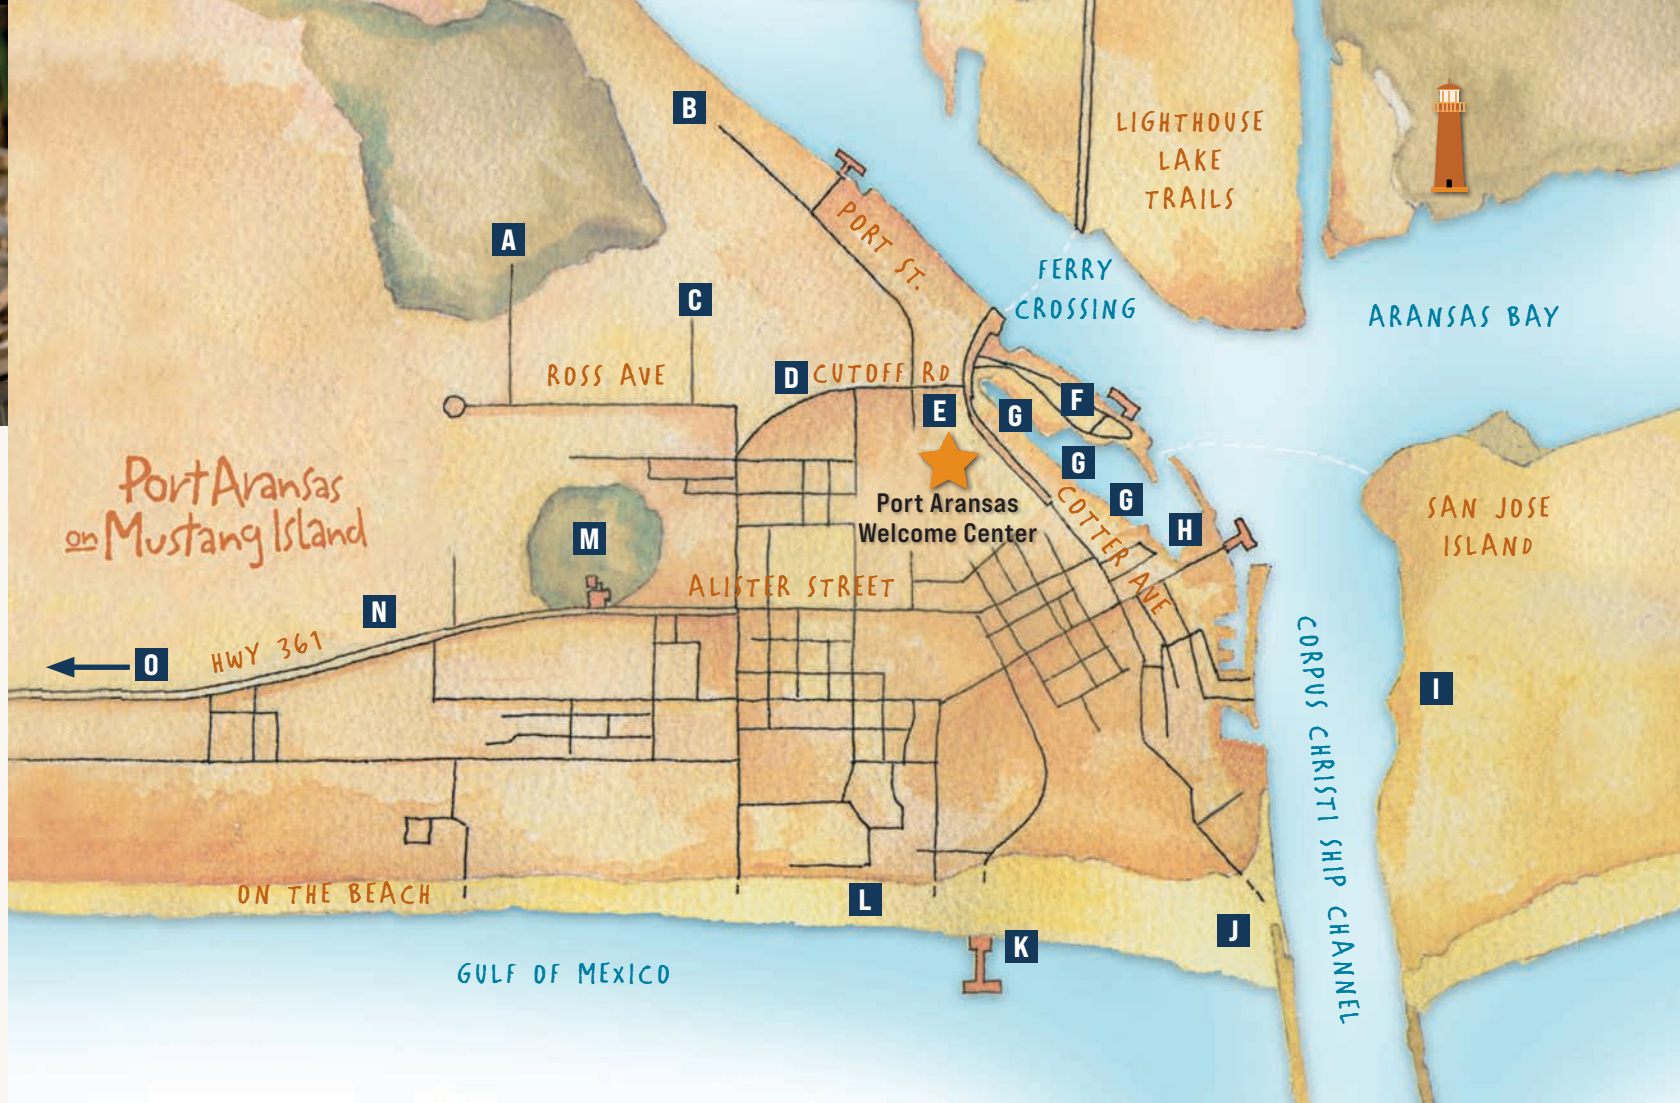 B
LIGHTHOUSE
LAKE
TRAILS
PORT ST.
A
FERRY
CROSSING
C
ARANSAS BAY
ROSS AVE
D
CUTOFF RD
E
G
F
G
G
H
Port Aransas
Welcome Center
COTTER AVE
Port Aransas
on Mustang Island
SAN JOSE
ISLAND
M
ALISTER STREET
N
HWY 361
O
I
CORPUS CHRISTI SHIP CHANNEL
ON THE BEACH
L
J
K
GULF OF MEXICO